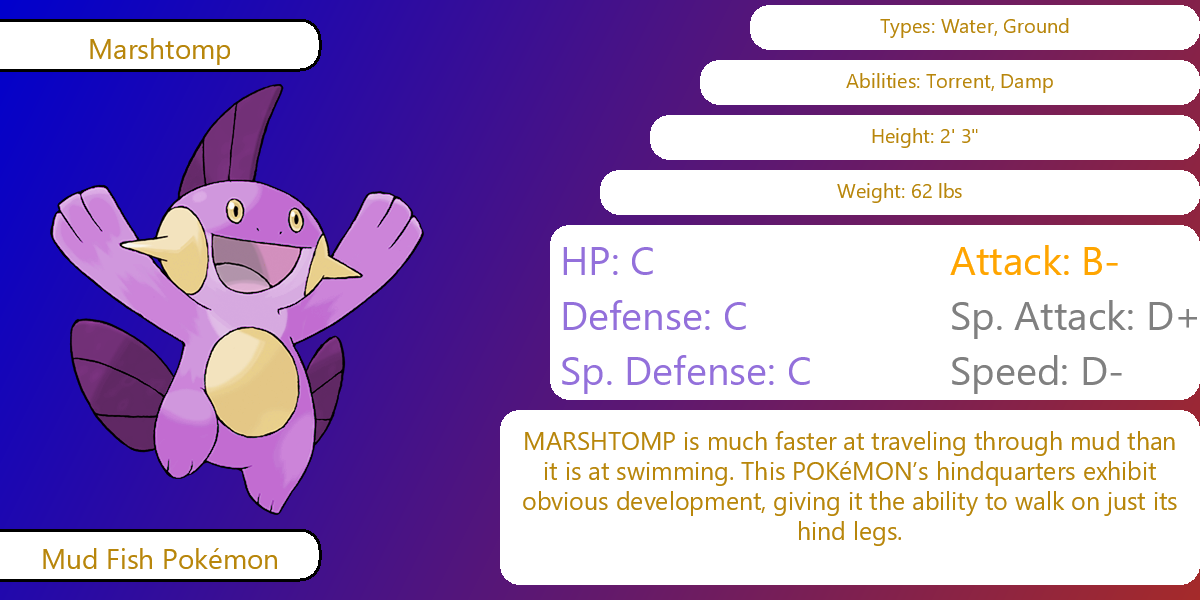 Marshtomp
Types: Water, Ground
Abilities: Torrent, Damp
Height: 2' 3"
Weight: 62 lbs
HP: C
Attack: B-
Defense: C
Sp. Attack: D+
Sp. Defense: C
Speed: D-
MARSHTOMP is much faster at traveling through mud than
it is at swimming. This POKéMON’s hindquarters exhibit
obvious development, giving it the ability to walk on just its
hind legs.
Mud Fish Pokémon